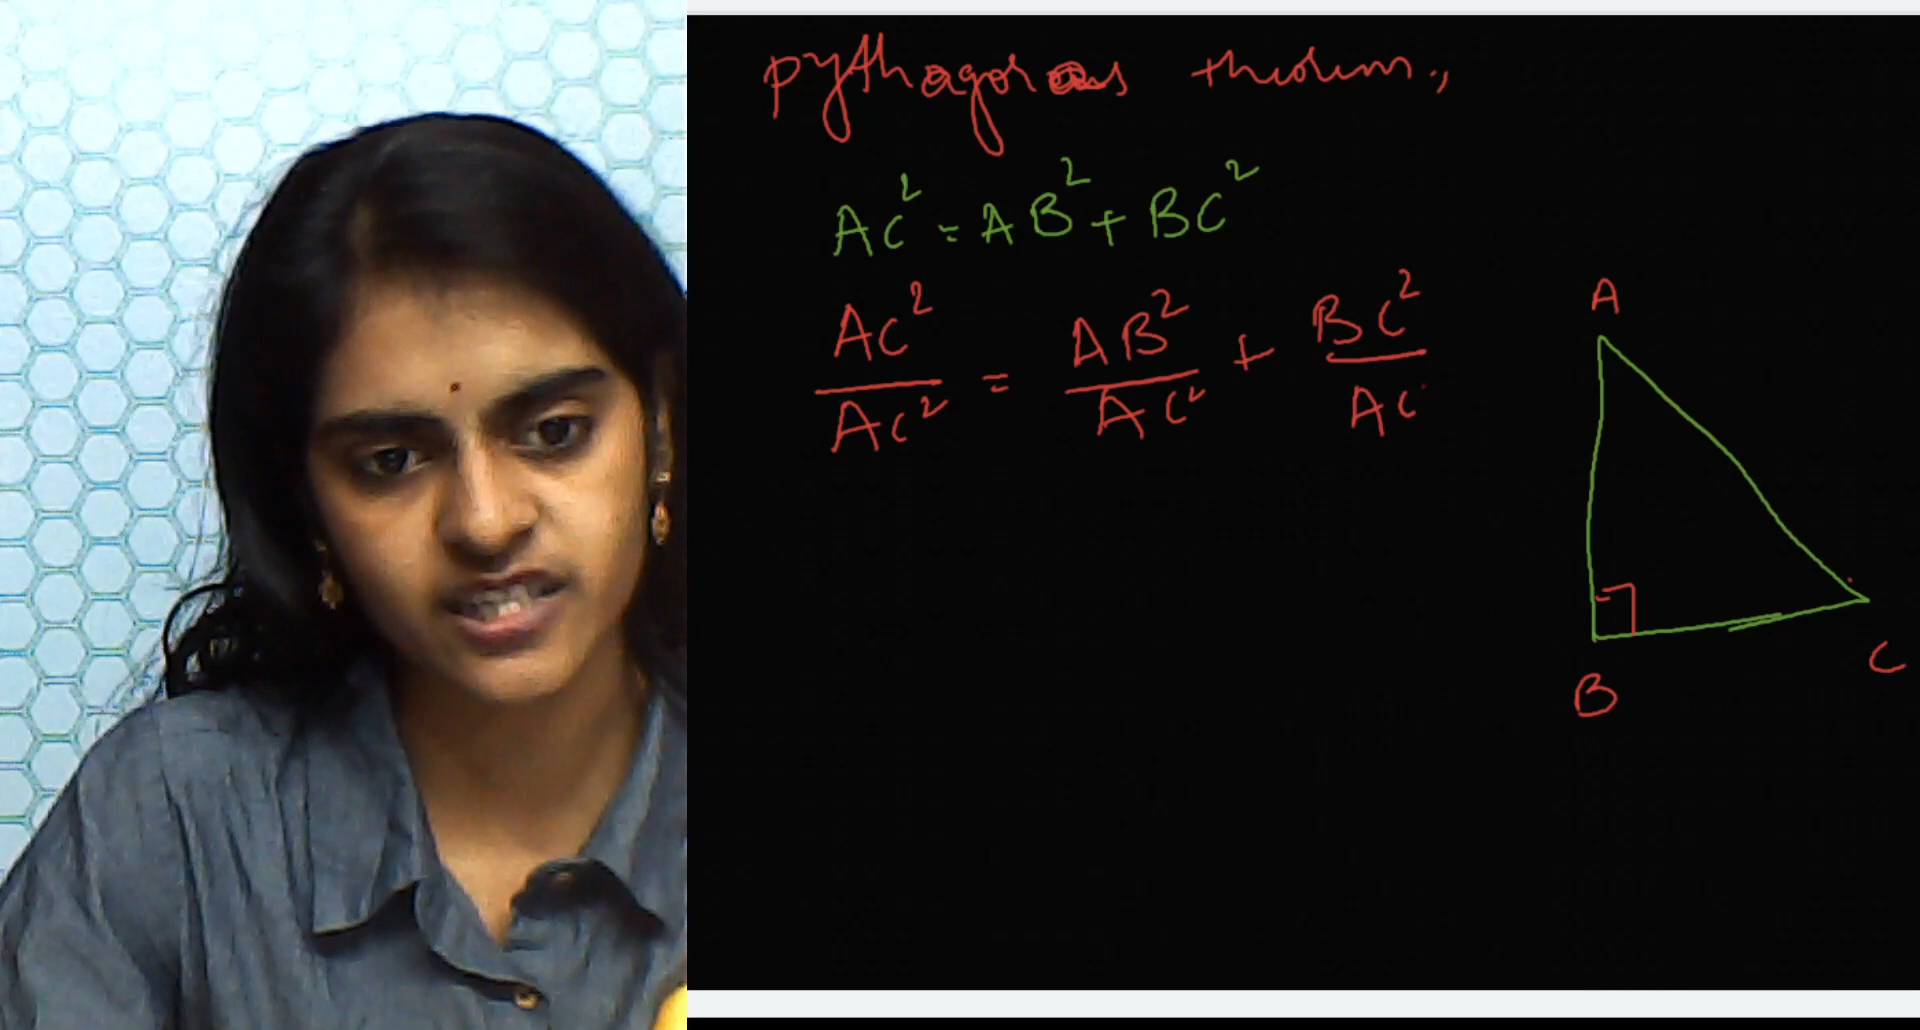 pythagoras theorem,
AC² = AB² + BC²
AC²/AC² = AB²/AC² + BC²/AC
A
B
C